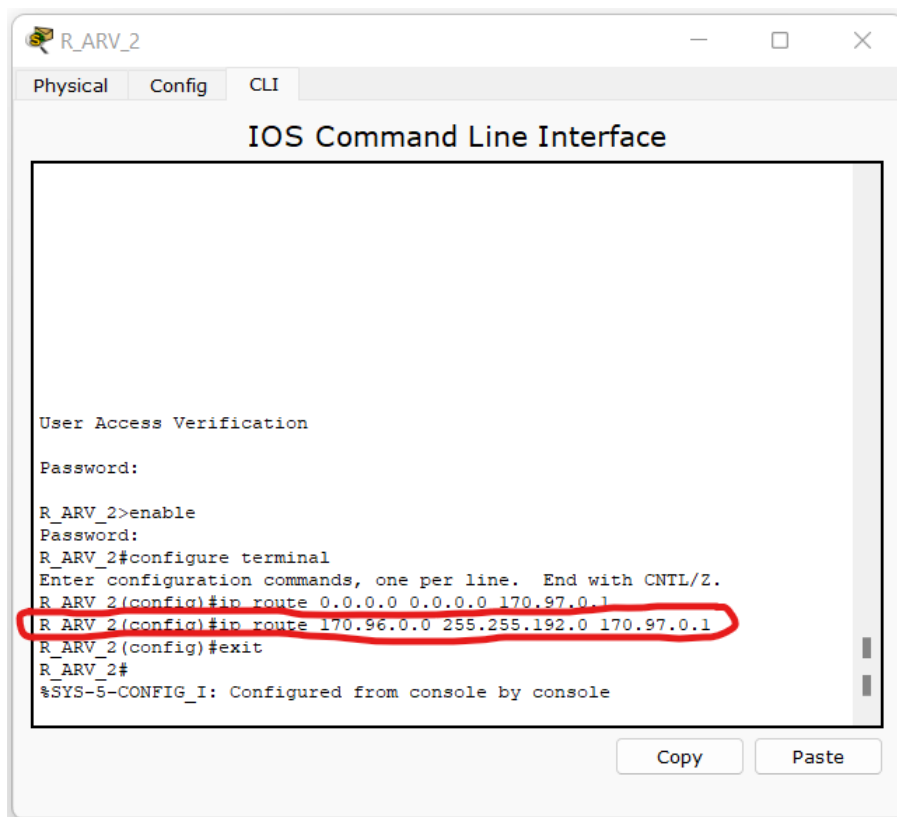 R_ARV_2
Physical Config CLI
IOS Command Line Interface
User Access Verification
Password:
R_ARV_2>enable
Password:
R_ARV_2#configure terminal
Enter configuration commands, one per line.  End with CNTL/Z.
R_ARV_2(config)#ip route 0.0.0.0 0.0.0.0 170.97.0.1
R_ARV_2(config)#ip route 170.96.0.0 255.255.192.0 170.97.0.1
R_ARV_2(config)#exit
R_ARV_2#
%SYS-5-CONFIG_I: Configured from console by console
Copy Paste